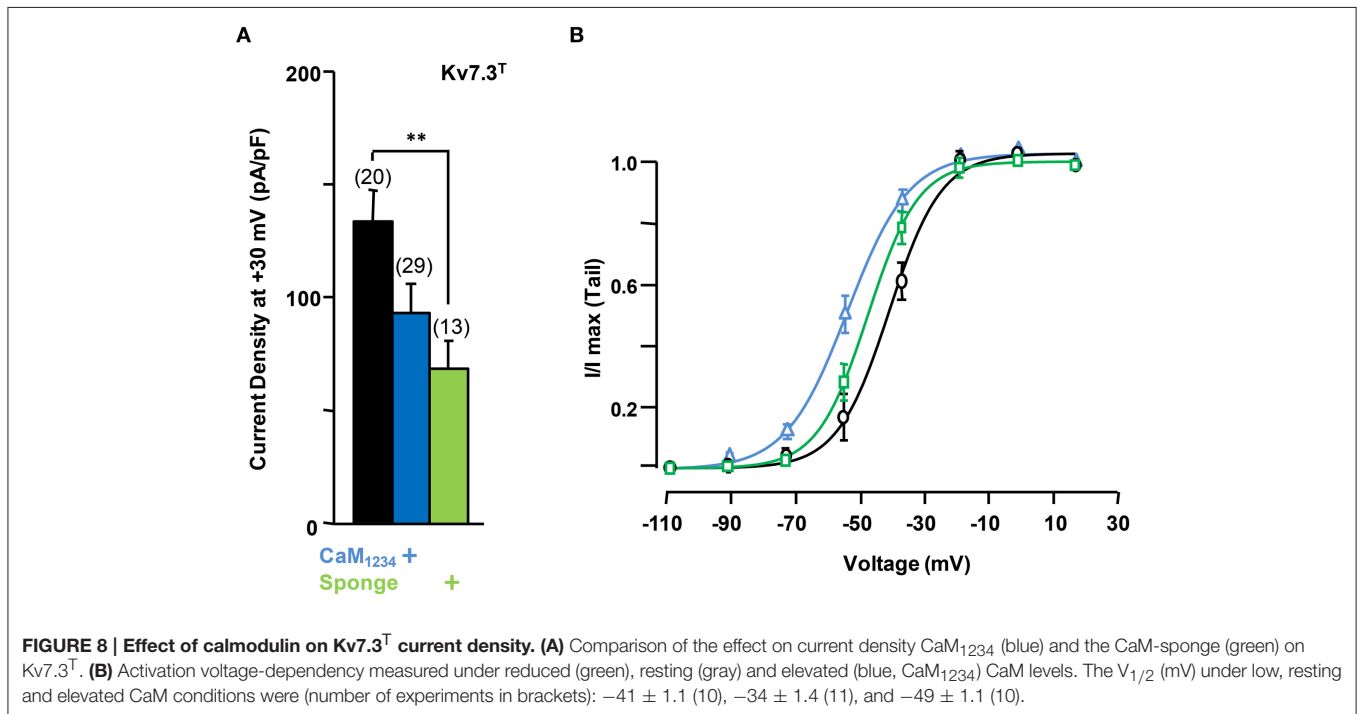 A
Kv7.3T
200
100
0
Current Density at +30 mV (pA/pF)
**
(20)
(29)
(13)
CaM1234 +
Sponge +
B
1.0
0.6
0.2
I/I max (Tail)
-110 -90 -70 -50 -30 -10 10 30
Voltage (mV)
FIGURE 8 | Effect of calmodulin on Kv7.3T current density. (A) Comparison of the effect on current density CaM1234 (blue) and the CaM-sponge (green) on
Kv7.3T. (B) Activation voltage-dependency measured under reduced (green), resting (gray) and elevated (blue, CaM1234) CaM levels. The V1/2 (mV) under low, resting
and elevated CaM conditions were (number of experiments in brackets): −41 ± 1.1 (10), −34 ± 1.4 (11), and −49 ± 1.1 (10).